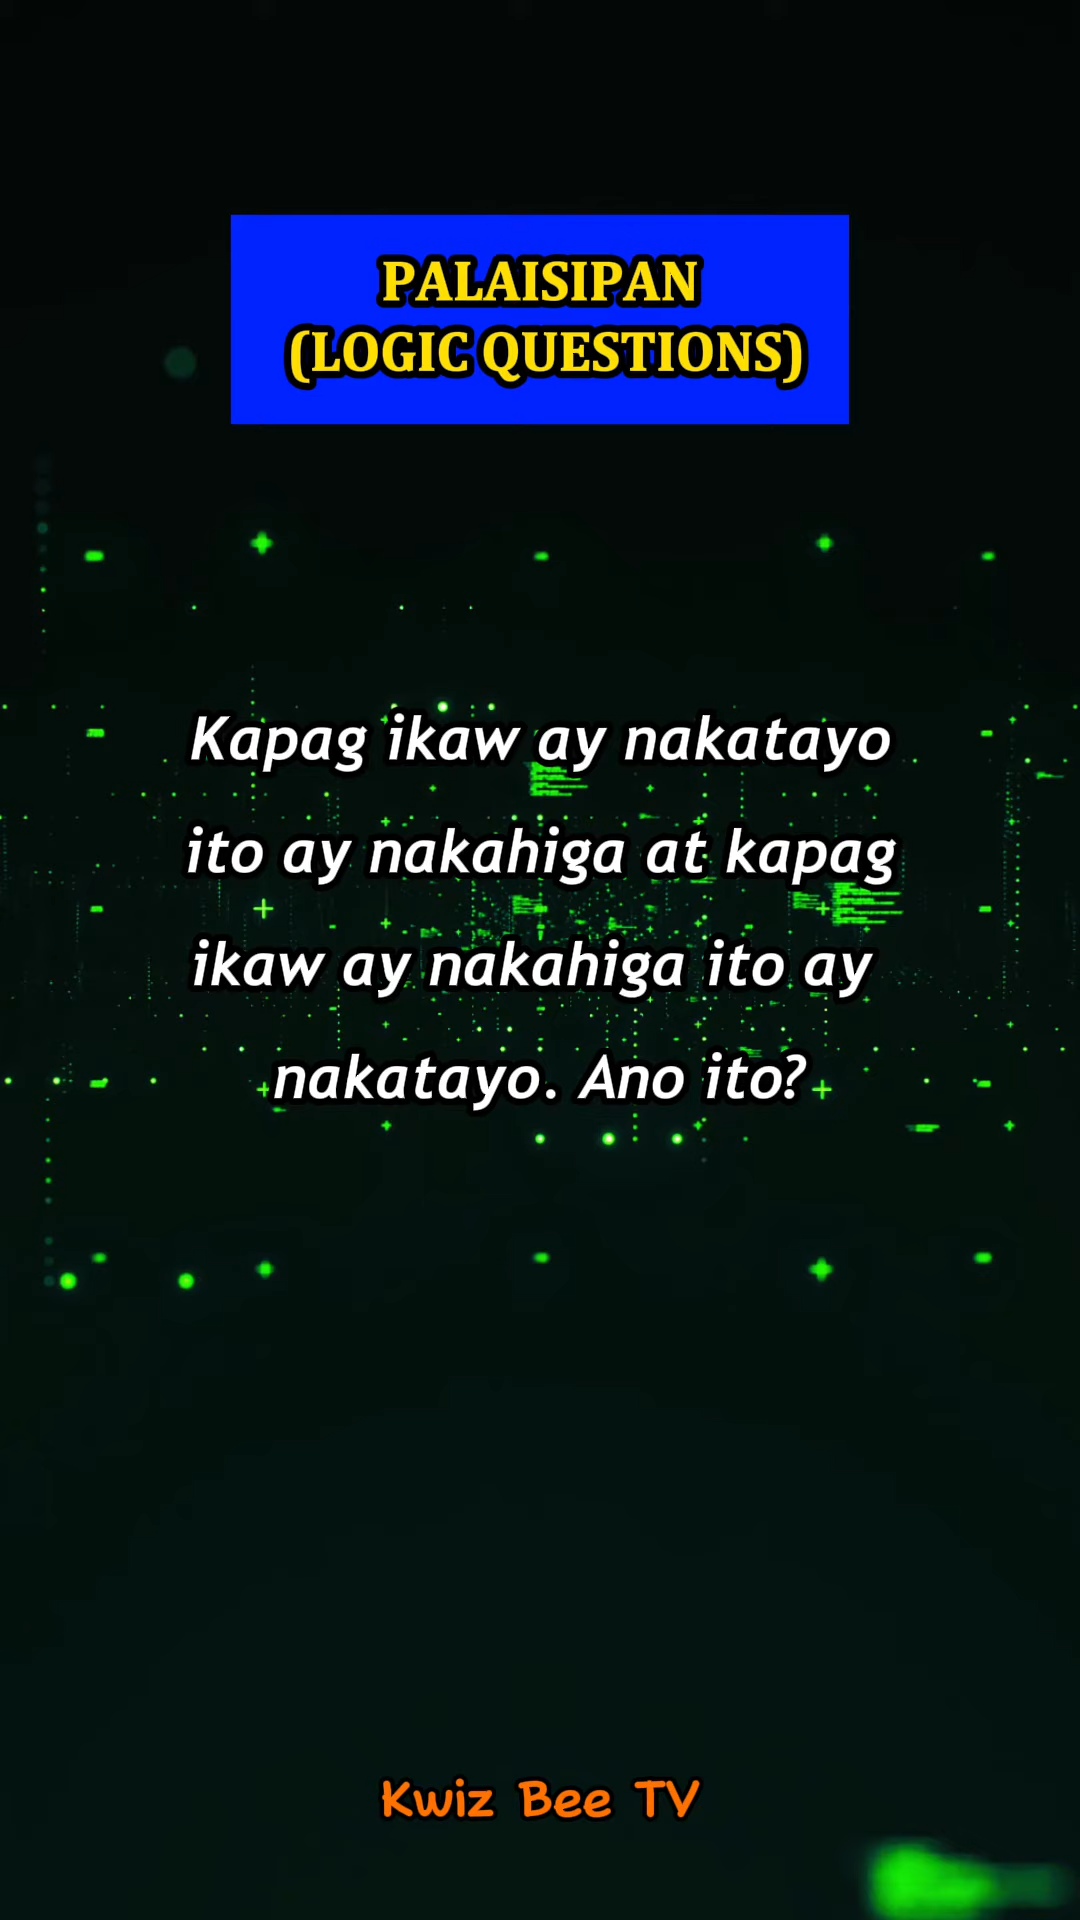 PALAISIPAN
(LOGIC QUESTIONS)
Kapag ikaw ay nakatayo
ito ay nakahiga at kapag
ikaw ay nakahiga ito ay
nakatayo. Ano ito?
Kwiz Bee TV